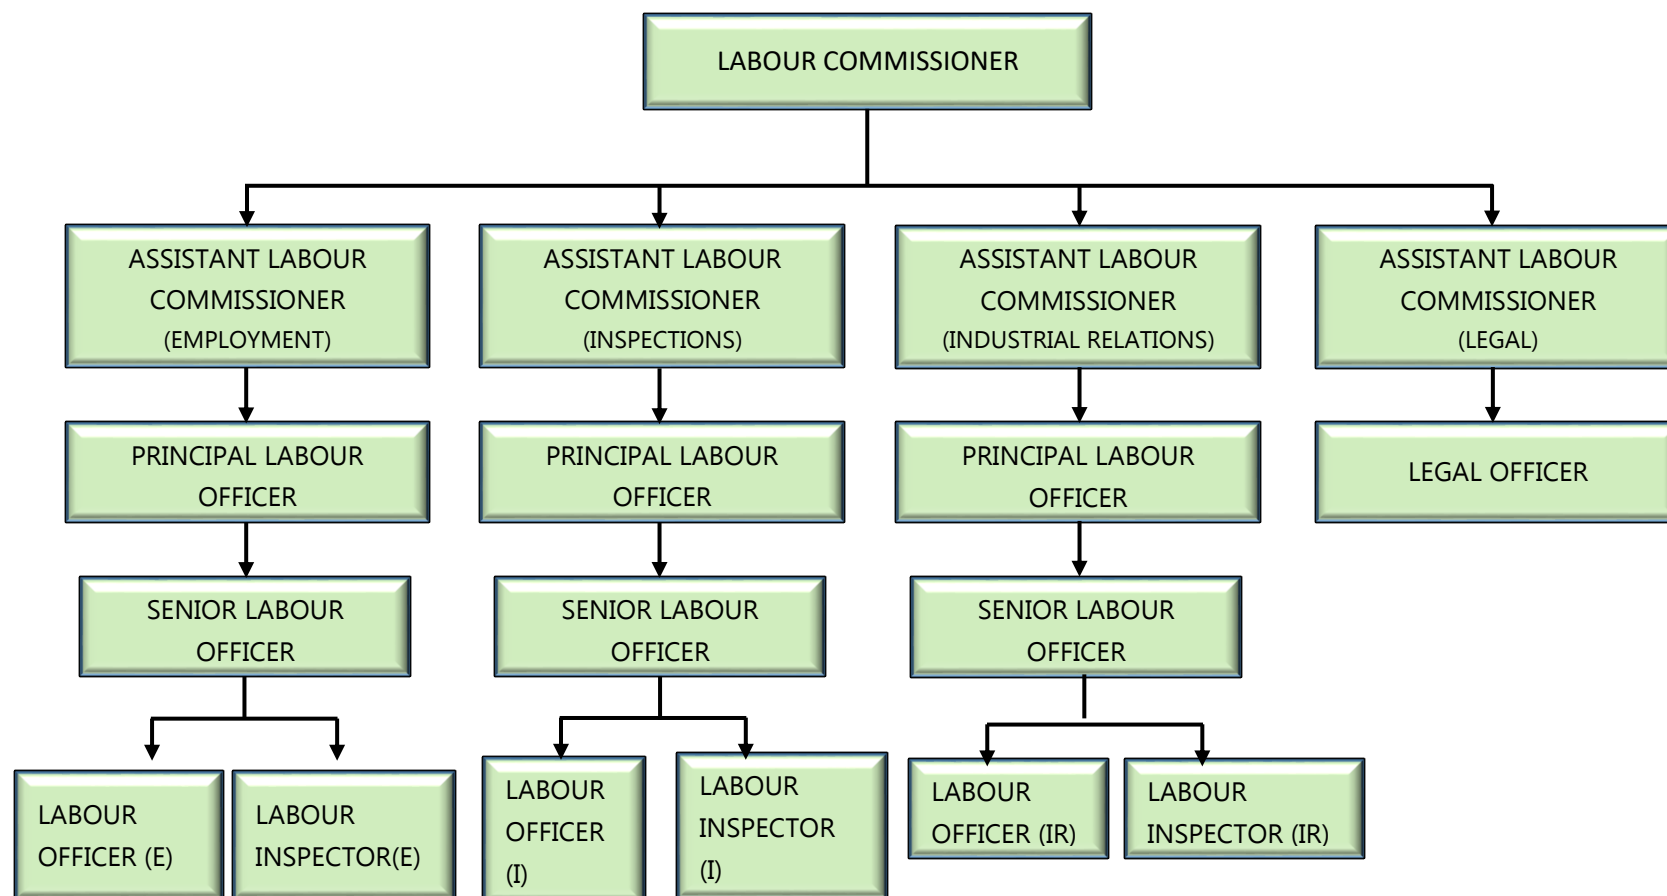 LABOUR COMMISSIONER
ASSISTANT LABOUR
COMMISSIONER
(EMPLOYMENT)
ASSISTANT LABOUR
COMMISSIONER
(INSPECTIONS)
ASSISTANT LABOUR
COMMISSIONER
(INDUSTRIAL RELATIONS)
ASSISTANT LABOUR
COMMISSIONER
(LEGAL)
PRINCIPAL LABOUR
OFFICER
PRINCIPAL LABOUR
OFFICER
PRINCIPAL LABOUR
OFFICER
LEGAL OFFICER
SENIOR LABOUR
OFFICER
SENIOR LABOUR
OFFICER
SENIOR LABOUR
OFFICER
LABOUR
OFFICER (E)
LABOUR
INSPECTOR(E)
LABOUR
OFFICER
(I)
LABOUR
INSPECTOR
(I)
LABOUR
OFFICER (IR)
LABOUR
INSPECTOR (IR)